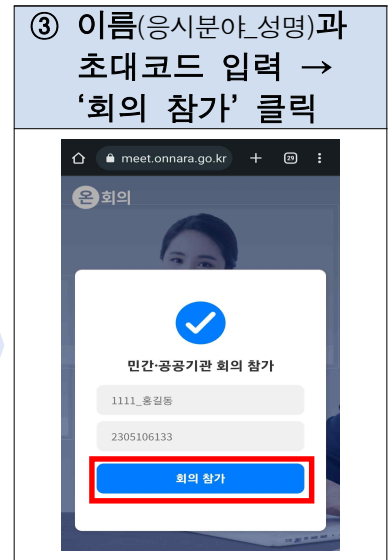 ③ 이름(응시분야_성명)과
초대코드 입력 →
‘회의 참가’ 클릭
meet.onnara.go.kr + 29
온회의
민간·공공기관 회의 참가
1111_홍길동
2305106133
회의 참가